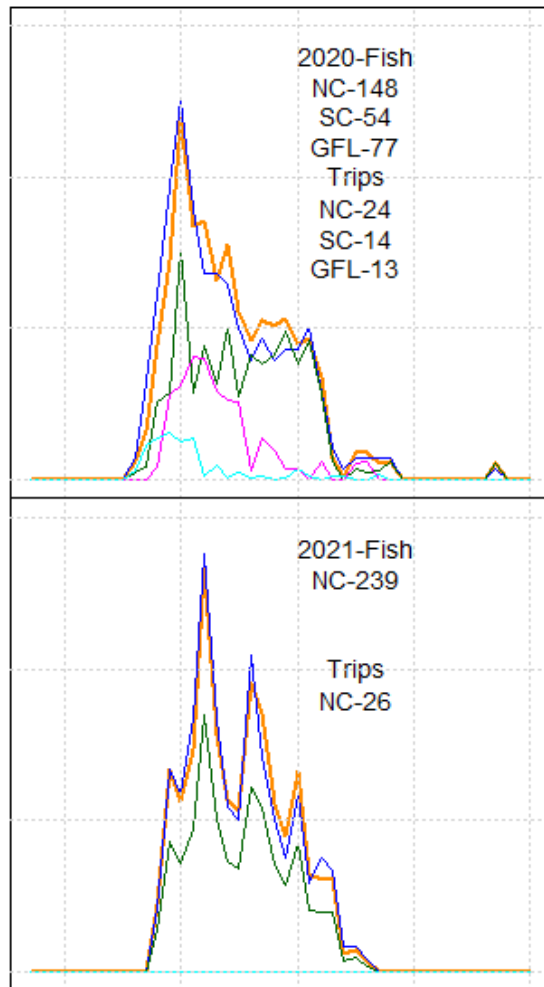 2020-Fish
NC-148
SC-54
GFL-77
Trips
NC-24
SC-14
GFL-13
2021-Fish
NC-239
Trips
NC-26